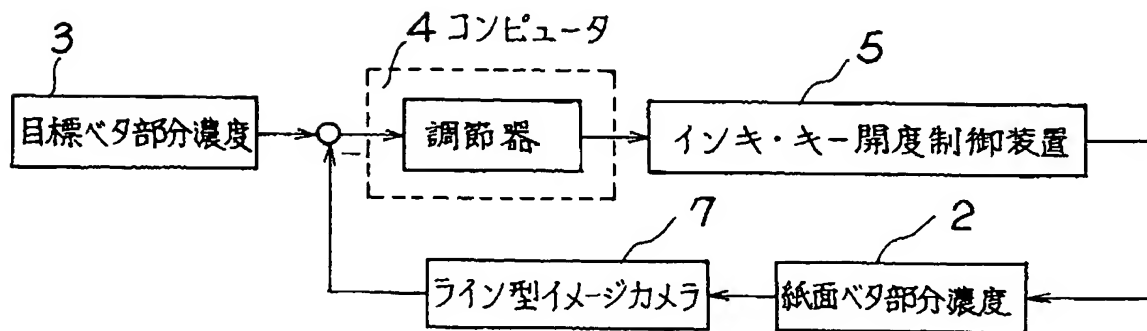 3
目標ベタ部分濃度
4 コンピュータ
調節器
−
5
インキ・キー開度制御装置
7
ライン型イメージカメラ
2
紙面ベタ部分濃度